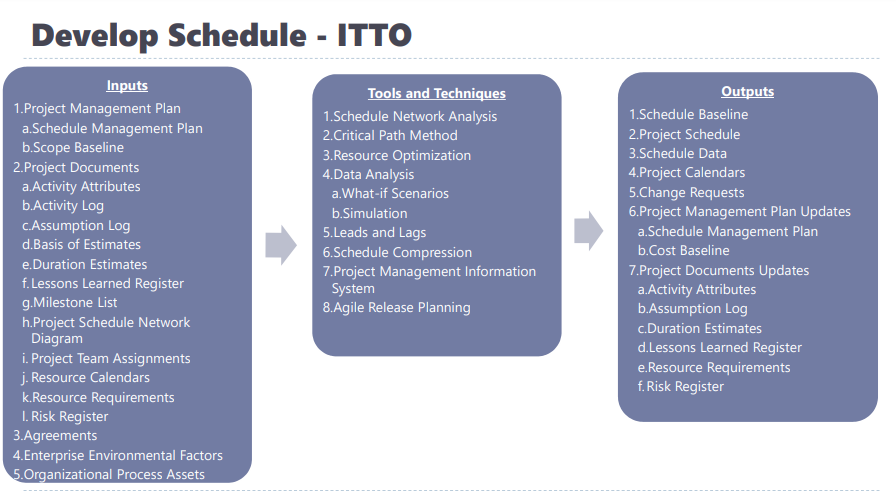 Develop Schedule - ITTO
Inputs
1.Project Management Plan
a.Schedule Management Plan
b.Scope Baseline
2.Project Documents
a.Activity Attributes
b.Activity Log
c.Assumption Log
d.Basis of Estimates
e.Duration Estimates
f.Lessons Learned Register
g.Milestone List
h.Project Schedule Network
Diagram
i. Project Team Assignments
j. Resource Calendars
k.Resource Requirements
l. Risk Register
3.Agreements
4.Enterprise Environmental Factors
5.Organizational Process Assets
Tools and Techniques
1.Schedule Network Analysis
2.Critical Path Method
3.Resource Optimization
4.Data Analysis
a.What-if Scenarios
b.Simulation
5.Leads and Lags
6.Schedule Compression
7.Project Management Information
System
8.Agile Release Planning
Outputs
1.Schedule Baseline
2.Project Schedule
3.Schedule Data
4.Project Calendars
5.Change Requests
6.Project Management Plan Updates
a.Schedule Management Plan
b.Cost Baseline
7.Project Documents Updates
a.Activity Attributes
b.Assumption Log
c.Duration Estimates
d.Lessons Learned Register
e.Resource Requirements
f.Risk Register